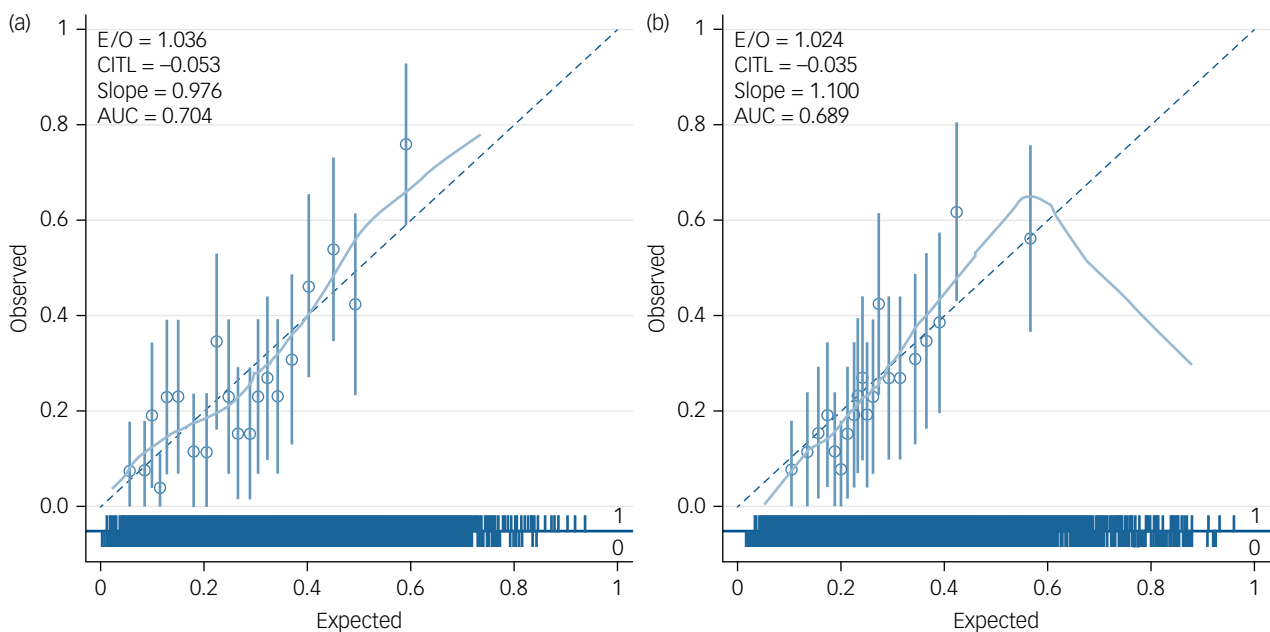 (a)
E/O = 1.036
CITL = –0.053
Slope = 0.976
AUC = 0.704
1
0.8
0.6
0.4
0.2
0.0
Observed
1
0
0
0.2
0.4
0.6
0.8
1
Expected
(b)
E/O = 1.024
CITL = –0.035
Slope = 1.100
AUC = 0.689
1
0.8
0.6
0.4
0.2
0.0
Observed
1
0
0
0.2
0.4
0.6
0.8
1
Expected